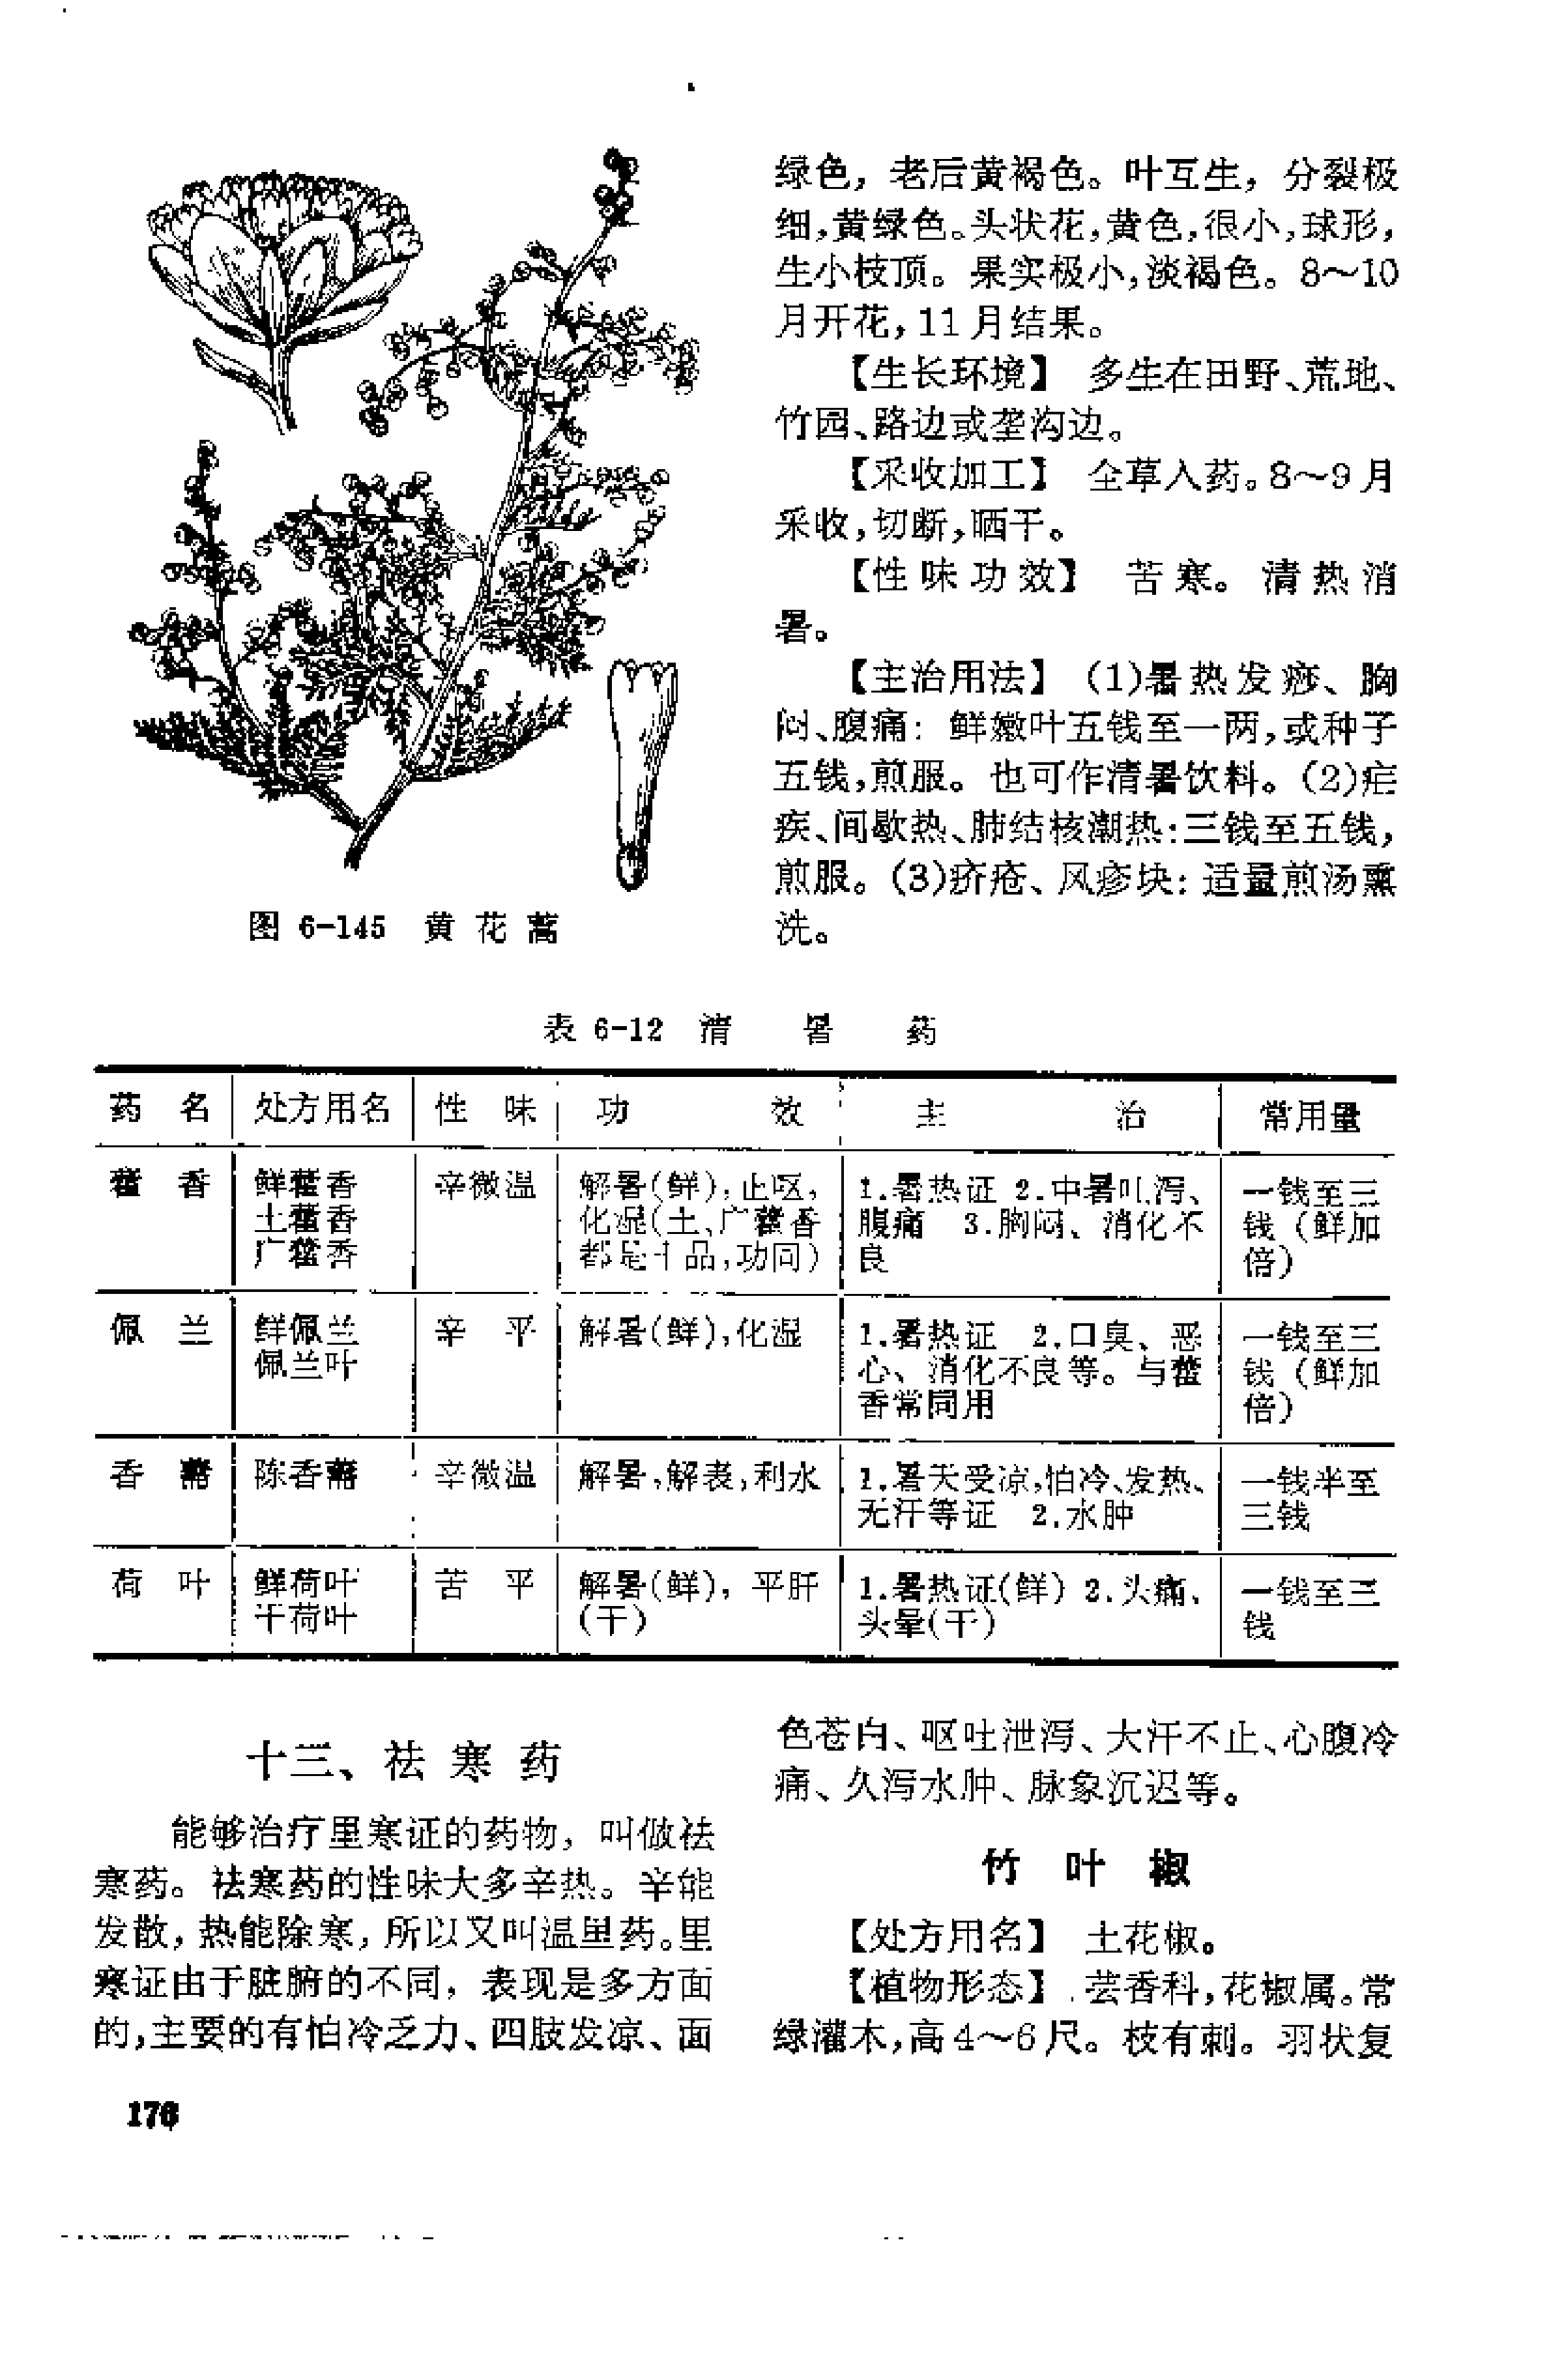 绿色，老后黄褐色。叶互生，分裂极
细，黄绿色。头状花，黄色，很小，球形，
生小枝顶。果实极小，淡褐色。8～10
月开花，11月结果。
【生长环境】　多生在田野、荒地、
竹园、路边或垄沟边。
【采收加工】　全草入药。8～9月
采收，切断，晒干。
【性味功效】　苦寒。清热消
暑。
【主治用法】　(1)暑热发痧、胸
闷、腹痛：鲜嫩叶五钱至一两，或种子
五钱，煎服。也可作清暑饮料。(2)疟
疾、间歇热、肺结核潮热：三钱至五钱，
煎服。(3)疥疮、风疹块：适量煎汤熏
洗。
图 6-145　黄花蒿
表 6-12　清暑药
药名　处方用名　性味　功效　主治　常用量
藿香　鲜藿香　辛微温　解暑(鲜)，止呕，　1.暑热证 2.中暑吐泻、　一钱至三
土藿香　化湿(土、广藿香　腹痛　3.胸闷、消化不　钱（鲜加
广藿香　都是干品，功同)　良　倍）
佩兰　鲜佩兰　辛平　解暑(鲜)，化湿　1.暑热证　2.口臭、恶　一钱至三
佩兰叶　心、消化不良等。与藿　钱（鲜加
香常同用　倍）
香薷　陈香薷　辛微温　解暑，解表，利水　1.暑天受凉，怕冷、发热、　一钱半至
无汗等证　2.水肿　三钱
荷叶　鲜荷叶　苦平　解暑(鲜)，平肝　1.暑热证(鲜) 2.头痛、　一钱至三
干荷叶　(干)　头晕(干)　钱
十三、祛寒药
能够治疗里寒证的药物，叫做祛
寒药。祛寒药的性味大多辛热。辛能
发散，热能除寒，所以又叫温里药。里
寒证由于脏腑的不同，表现是多方面
的，主要的有怕冷乏力、四肢发凉、面
色苍白、呕吐泄泻、大汗不止、心腹冷
痛、久泻水肿、脉象沉迟等。
竹叶椒
【处方用名】　土花椒。
【植物形态】　芸香科，花椒属。常
绿灌木，高4～6尺。枝有刺。羽状复
176